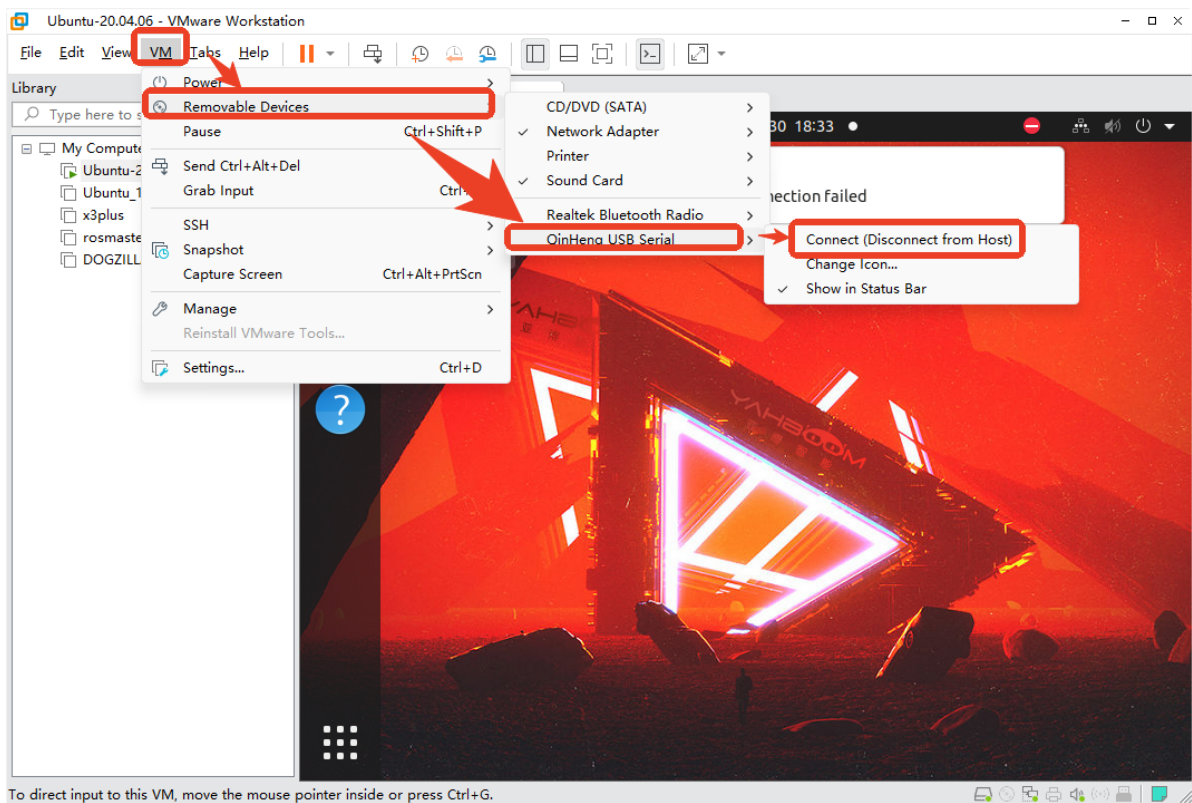 Ubuntu-20.04.06 - VMware Workstation
File Edit View VM Tabs Help
Library
Type here to s
My Compute
Ubuntu-2
Ubuntu_1
x3plus
rosmaste
DOGZILL
Power
Removable Devices
Pause Ctrl+Shift+P
Send Ctrl+Alt+Del
Grab Input Ctrl
SSH
Snapshot
Capture Screen Ctrl+Alt+PrtScn
Manage
Reinstall VMware Tools...
Settings... Ctrl+D
CD/DVD (SATA)
Network Adapter
Printer
Sound Card
Realtek Bluetooth Radio
QinHeng USB Serial
Connect (Disconnect from Host)
Change Icon...
Show in Status Bar
30 18:33
nection failed
?
YAHB
YAHBOOM
To direct input to this VM, move the mouse pointer inside or press Ctrl+G.